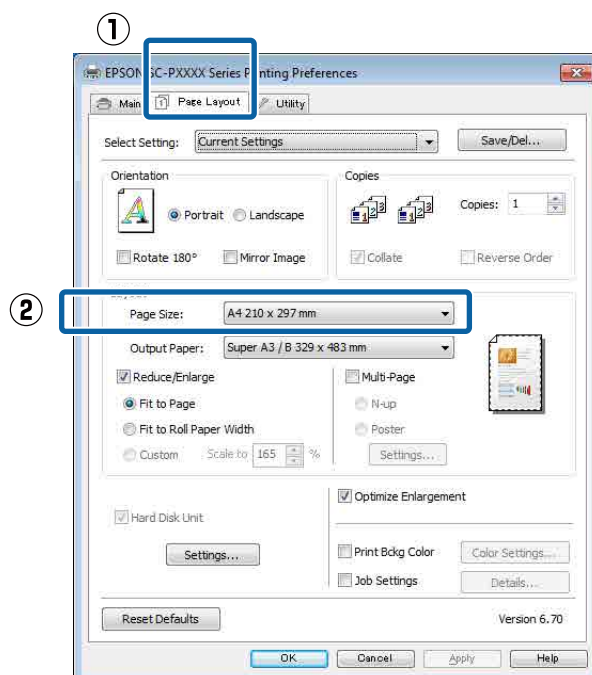 1
EPSON SC-PXXXX Series Printing Preferences
Main Page Layout Utility
Select Setting: Current Settings Save/Del...
Orientation Copies
Portrait Landscape Copies: 1
Rotate 180° Mirror Image Collate Reverse Order
2
Page Size: A4 210 x 297 mm
Output Paper: Super A3 / B 329 x 483 mm
Reduce/Enlarge Multi-Page
Fit to Page N-up
Fit to Roll Paper Width Poster
Custom Scale to 165 % Settings...
Optimize Enlargement
Hard Disk Unit
Settings... Print Bckg Color Color Settings...
Job Settings Details...
Reset Defaults Version 6.70
OK Cancel Apply Help